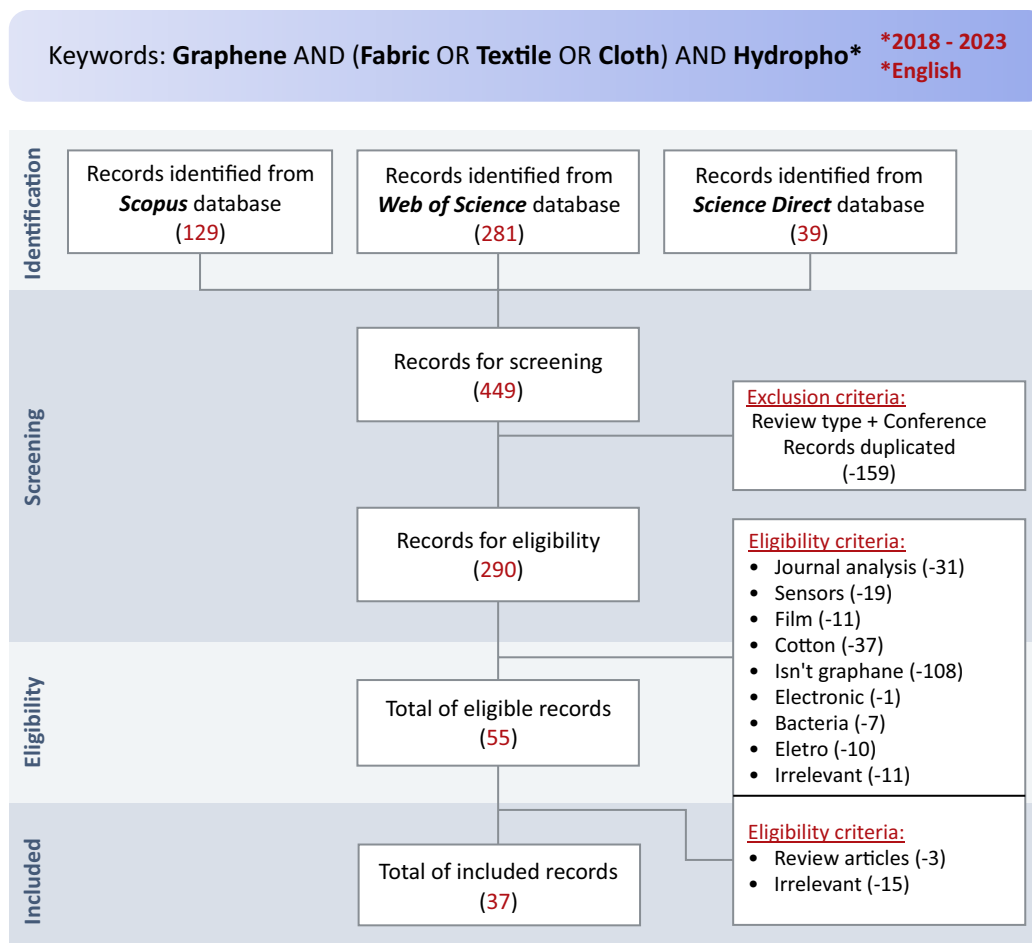 Keywords: Graphene AND (Fabric OR Textile OR Cloth) AND Hydropho*
*2018 - 2023
*English
Identification
Records identified from
Scopus database
(129)
Records identified from
Web of Science database
(281)
Records identified from
Science Direct database
(39)
Screening
Records for screening
(449)
Exclusion criteria:
Review type + Conference
Records duplicated
(-159)
Records for eligibility
(290)
Eligibility criteria:
• Journal analysis (-31)
• Sensors (-19)
• Film (-11)
• Cotton (-37)
• Isn't graphane (-108)
• Electronic (-1)
• Bacteria (-7)
• Eletro (-10)
• Irrelevant (-11)
Eligibility
Total of eligible records
(55)
Eligibility criteria:
• Review articles (-3)
• Irrelevant (-15)
Included
Total of included records
(37)